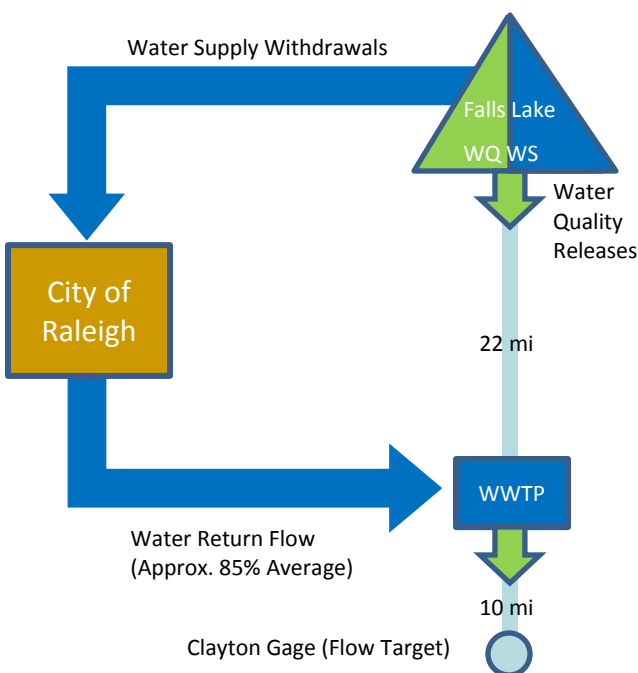 Water Supply Withdrawals
Falls Lake
WQ WS
Water
Quality
Releases
City of
Raleigh
22 mi
WWTP
Water Return Flow
(Approx. 85% Average)
10 mi
Clayton Gage (Flow Target)